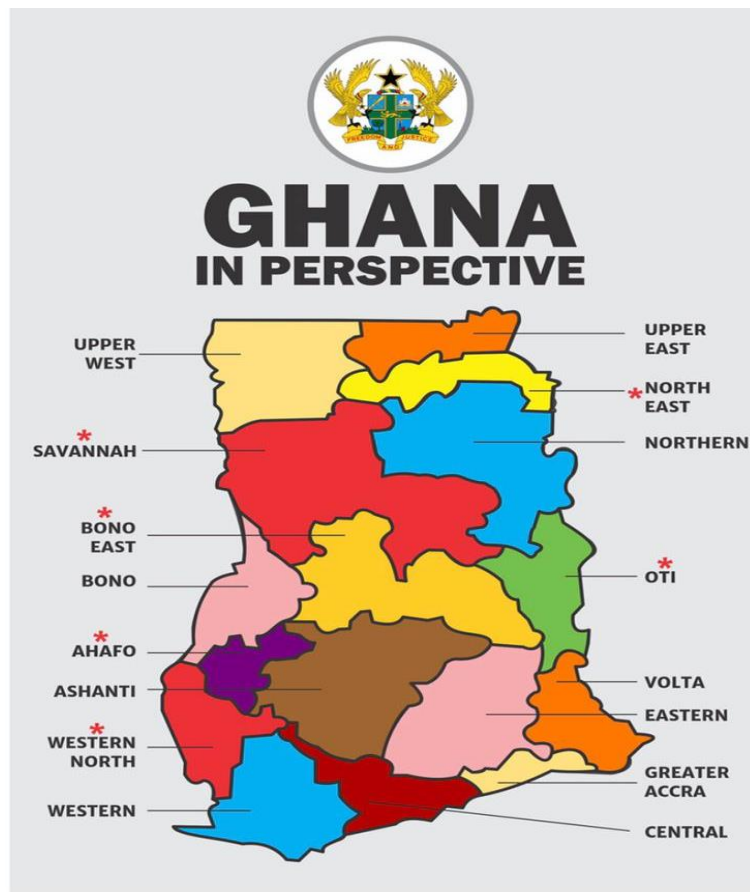 FREEDOM AND JUSTICE
GHANA
IN PERSPECTIVE
UPPER
WEST
* 
SAVANNAH
*
BONO
EAST
BONO
*
AHAFO
ASHANTI
*
WESTERN
NORTH
WESTERN
UPPER
EAST
* NORTH
EAST
NORTHERN
*
OTI
VOLTA
EASTERN
GREATER
ACCRA
CENTRAL